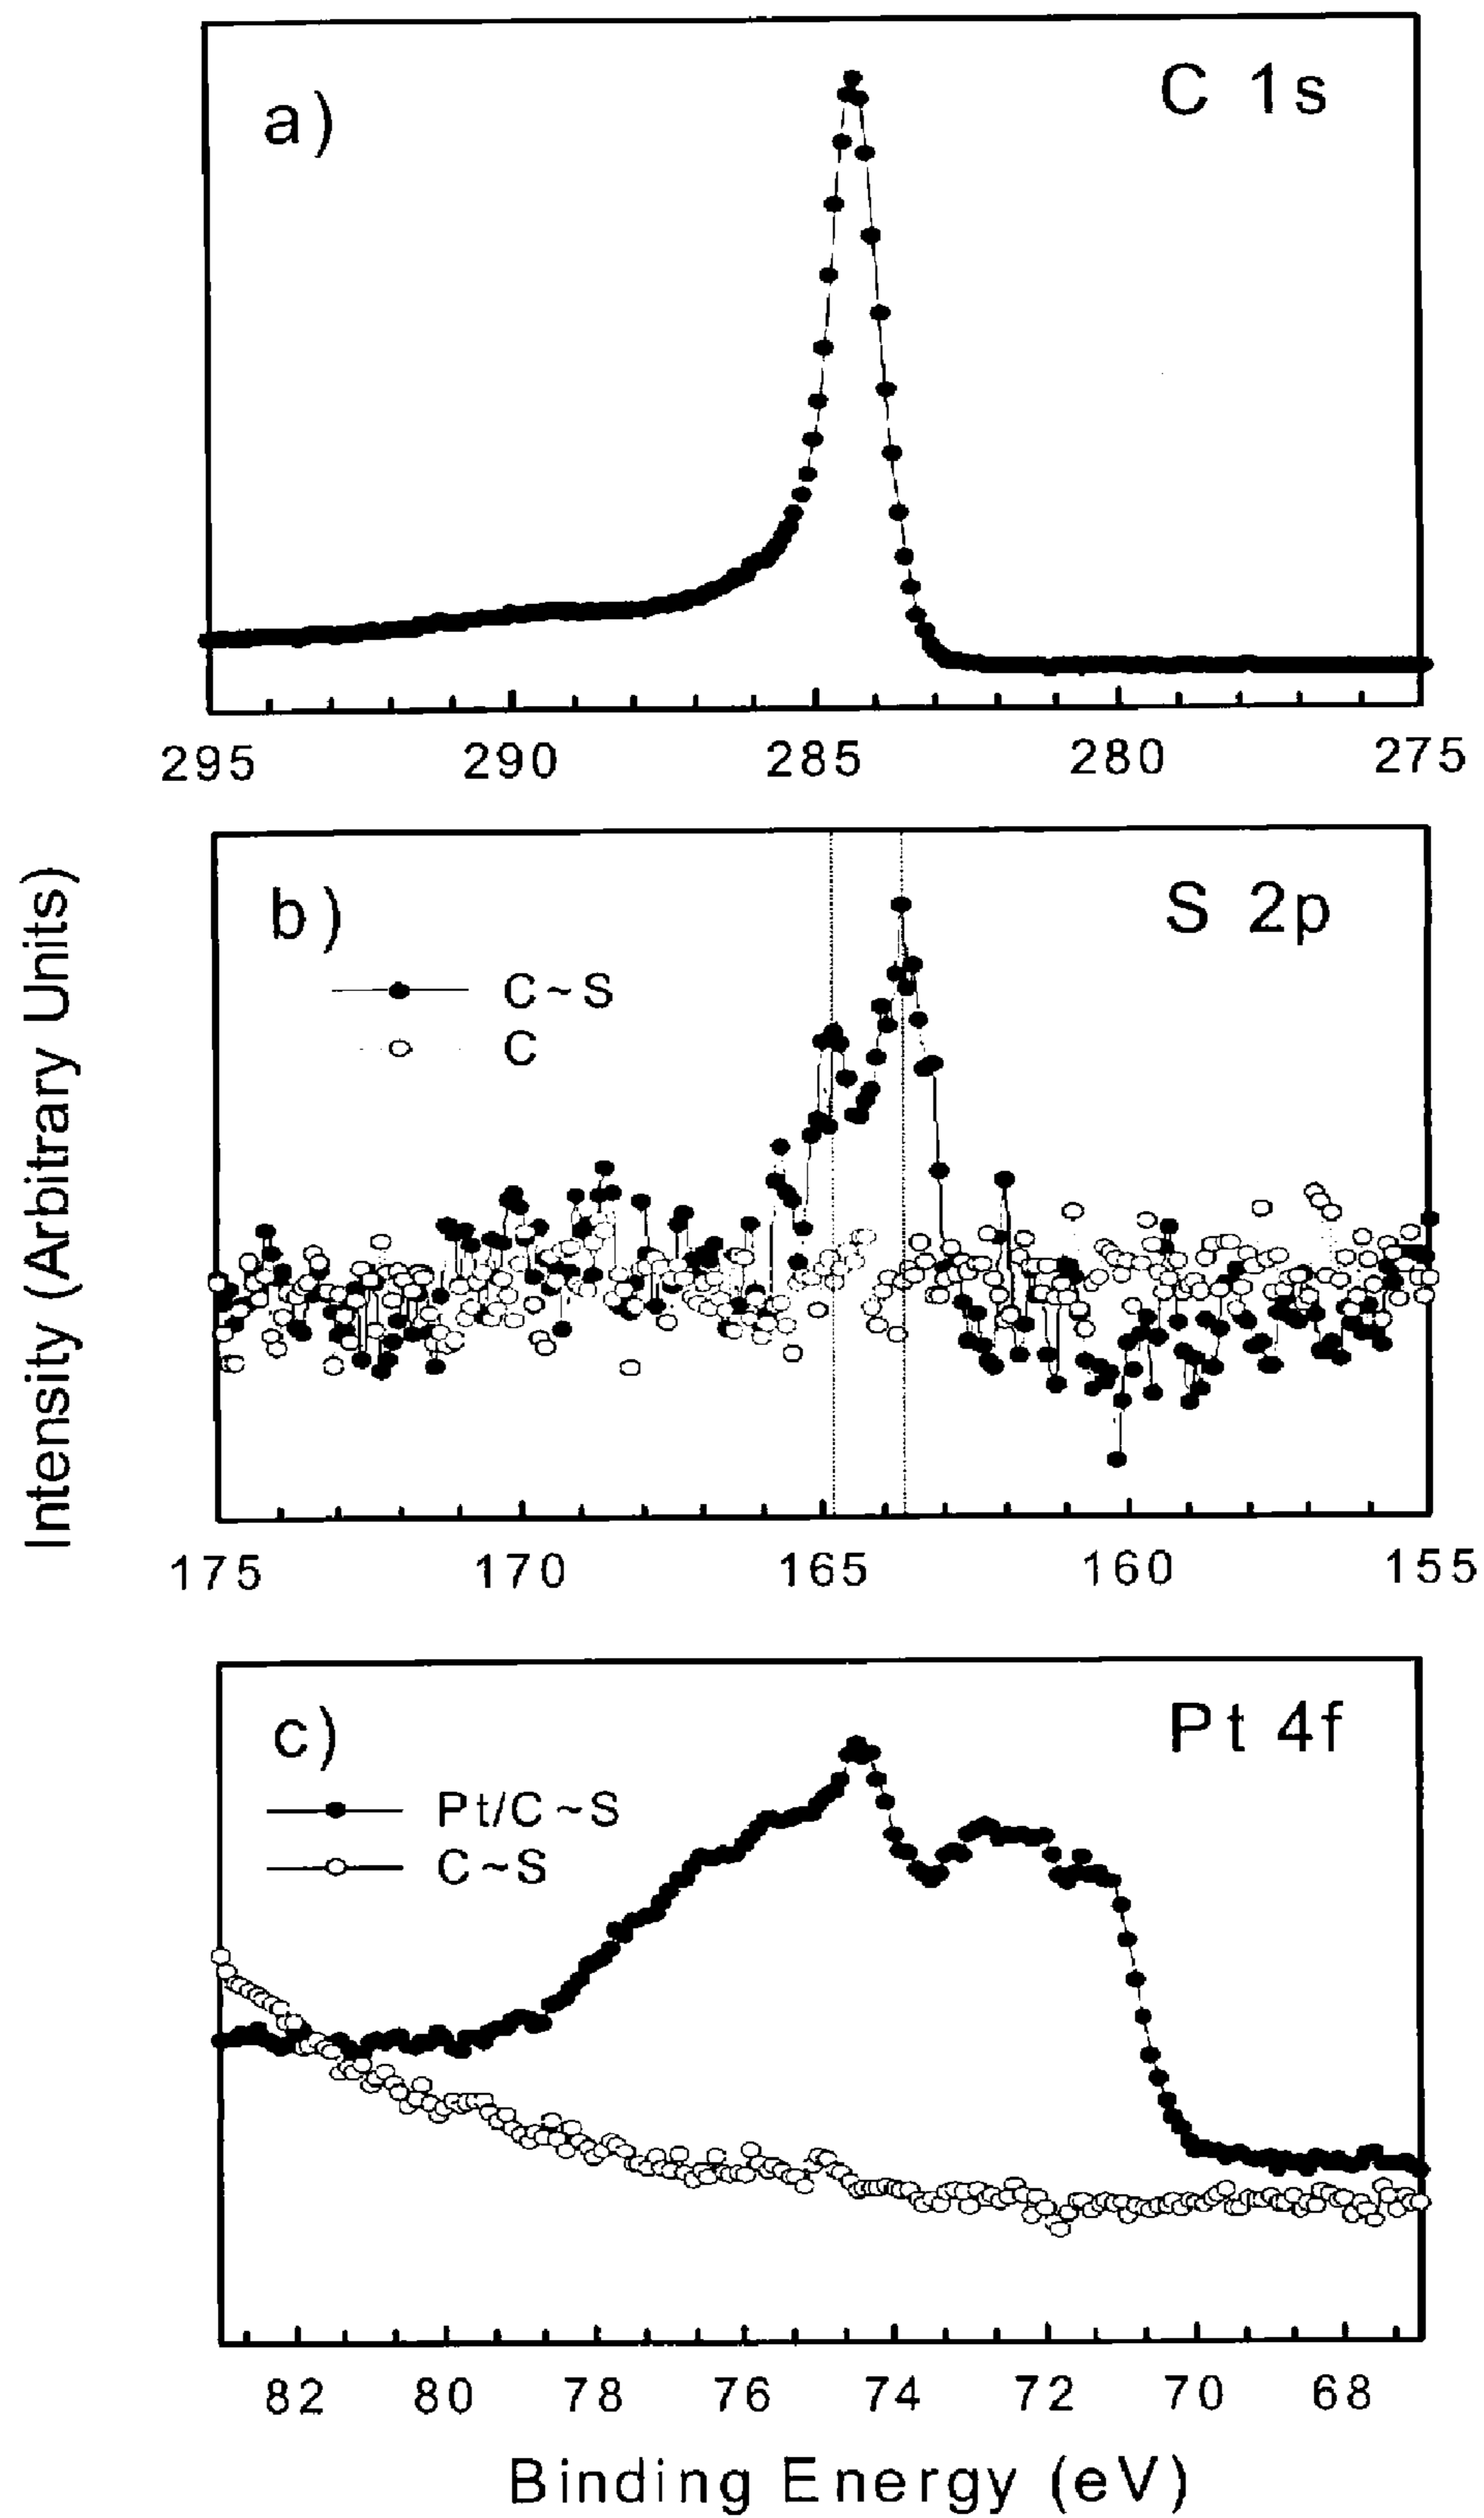 a)
C 1s
295 290 285 280 275
b)
S 2p
C~S
C
175 170 165 160 155
c)
Pt 4f
Pt/C~S
C~S
82 80 78 76 74 72 70 68
Binding Energy (eV)
Intensity (Arbitrary Units)